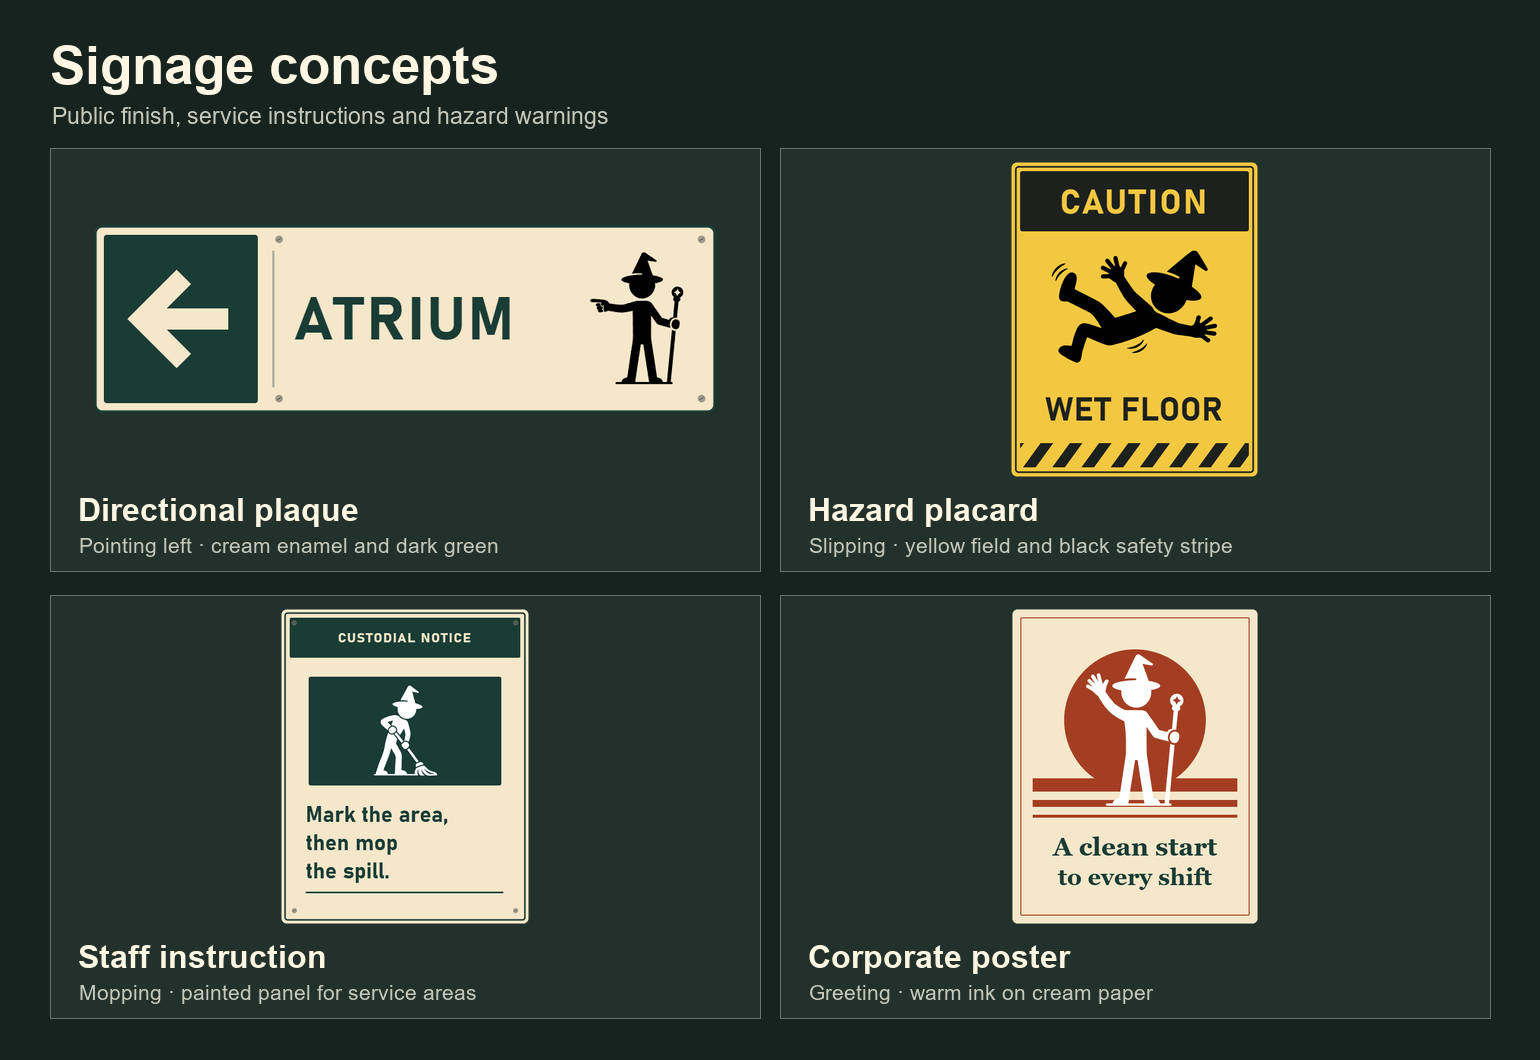 Signage concepts
Public finish, service instructions and hazard warnings
ATRIUM
Directional plaque
Pointing left · cream enamel and dark green
CAUTION
WET FLOOR
Hazard placard
Slipping · yellow field and black safety stripe
CUSTODIAL NOTICE
Mark the area,
then mop
the spill.
Staff instruction
Mopping · painted panel for service areas
A clean start
to every shift
Corporate poster
Greeting · warm ink on cream paper